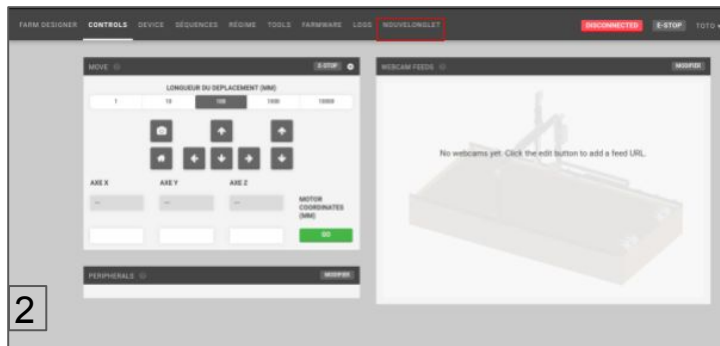 FARM DESIGNER CONTROLS DEVICE SÉQUENCES RÉGIME TOOLS FARMWARE LOGS NOUVELONGLET DISCONNECTED E-STOP TOTO
MOVE E-STOP
LONGUEUR DU DEPLACEMENT (MM)
1 10 100 1000 10000
AXE X AXE Y AXE Z
--- --- ---
MOTOR
COORDINATES
(MM)
GO
PERIPHERALS MODIFIER
WEBCAM FEEDS MODIFIER
No webcams yet. Click the edit button to add a feed URL.
2